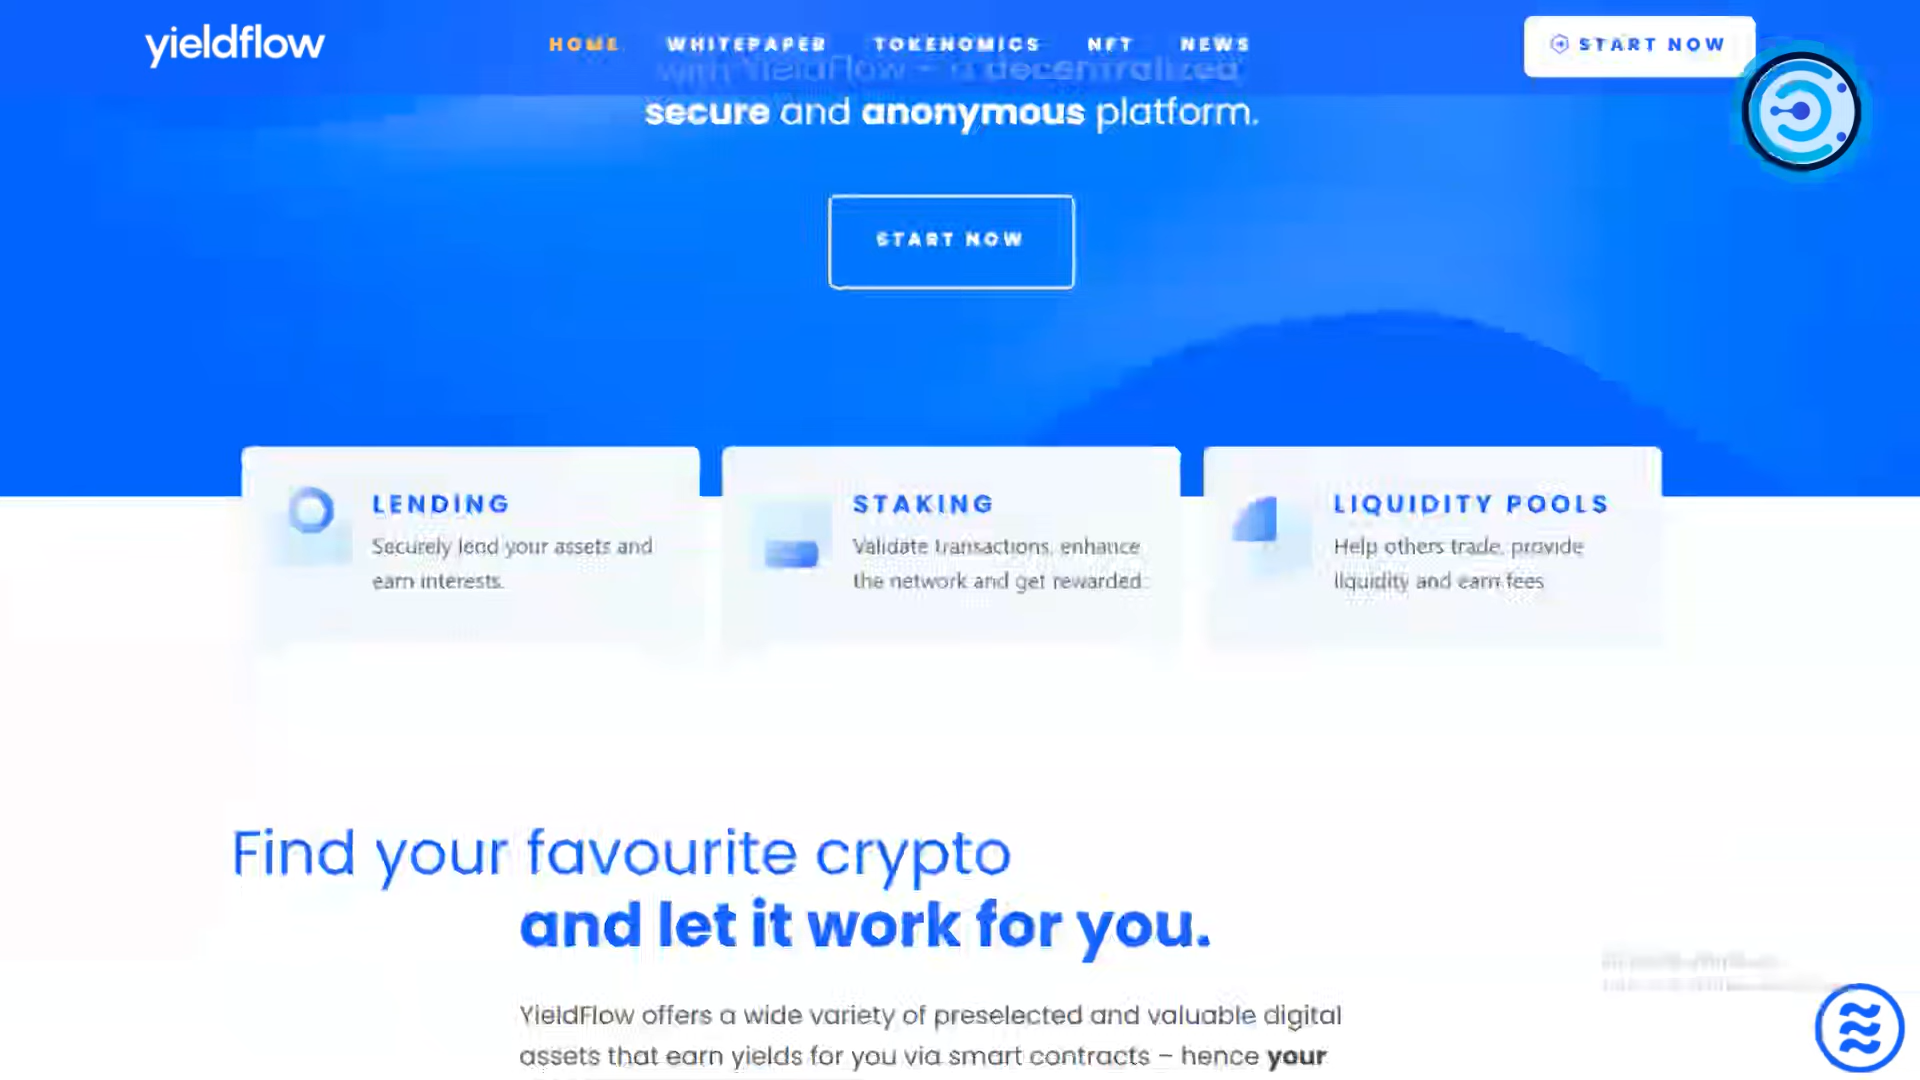 yieldflow
HOME WHITEPAPER TOKENOMICS NFT NEWS
START NOW
with YieldFlow – a decentralized
secure and anonymous platform.
START NOW
LENDING
Securely lend your assets and
earn interests.
STAKING
Validate transactions, enhance
the network and get rewarded.
LIQUIDITY POOLS
Help others trade, provide
liquidity and earn fees
Find your favourite crypto
and let it work for you.
YieldFlow offers a wide variety of preselected and valuable digital
assets that earn yields for you via smart contracts – hence your